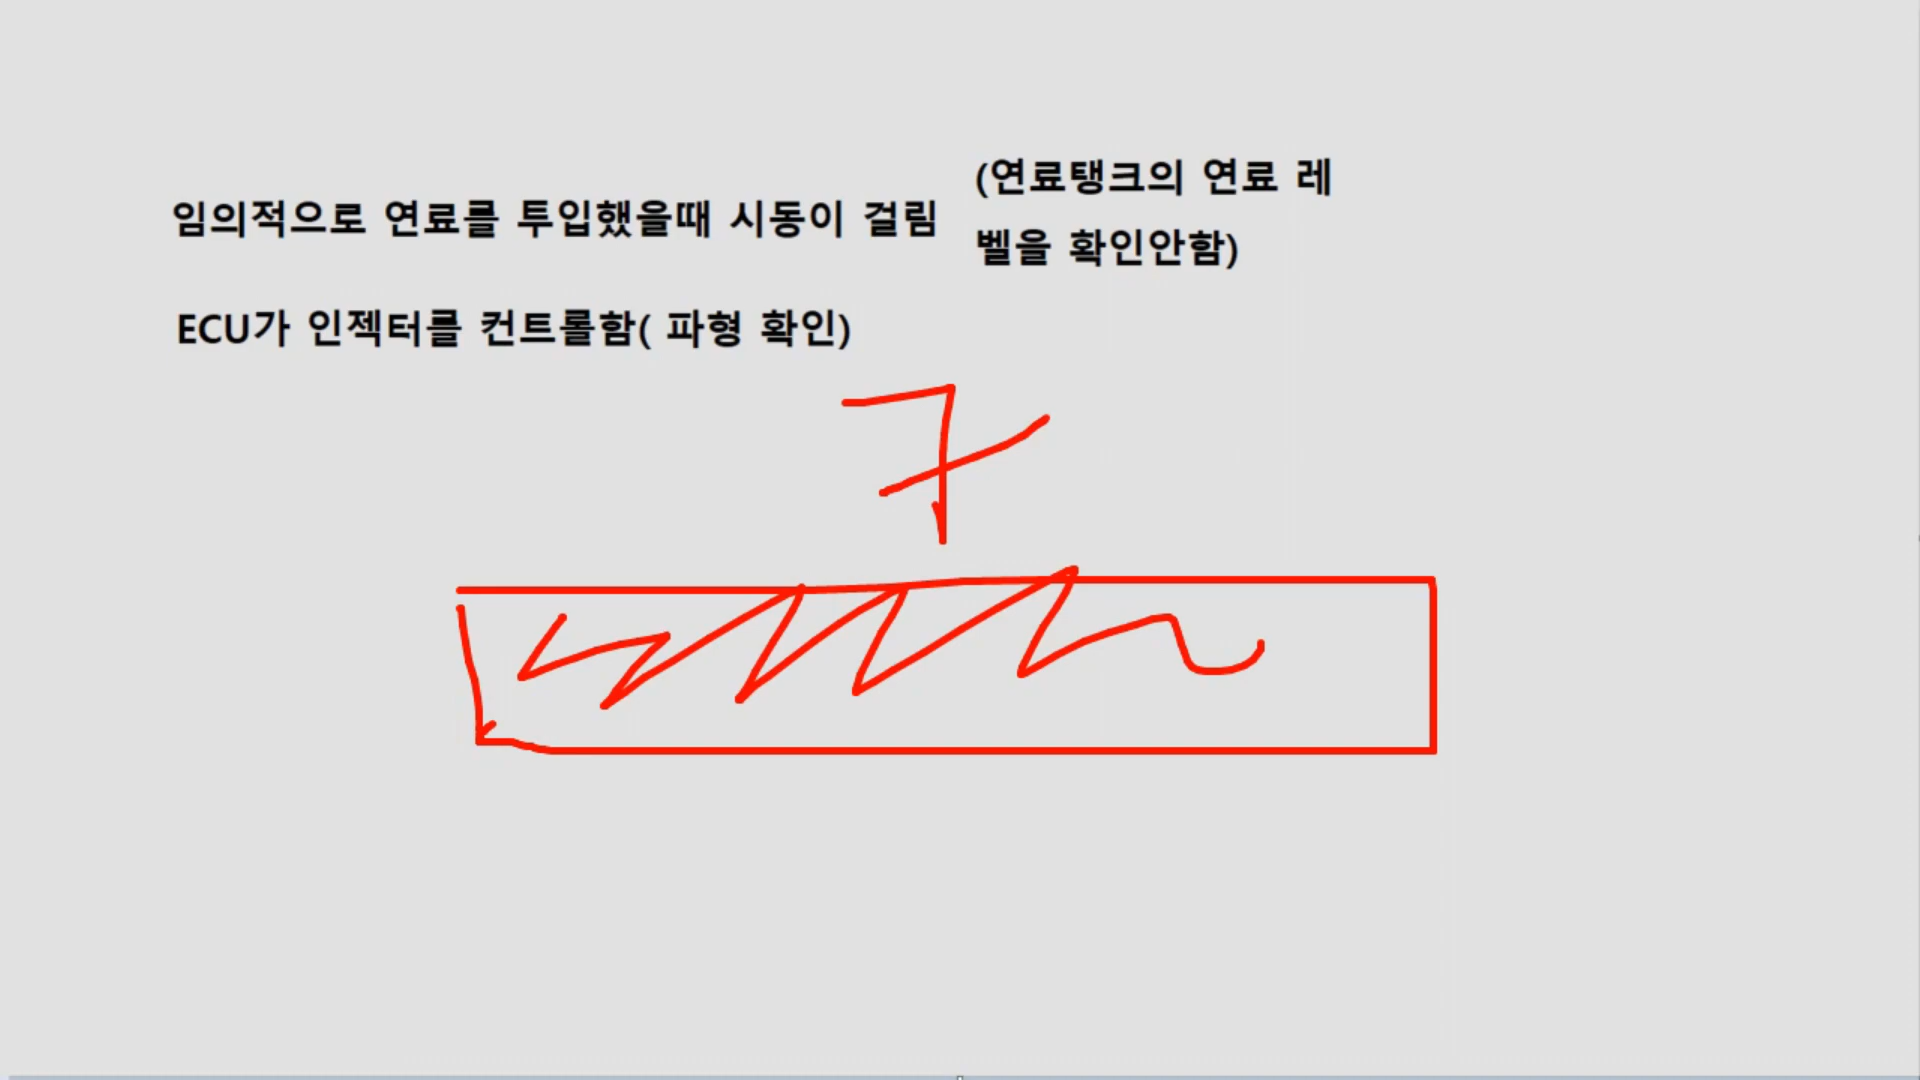 임의적으로 연료를 투입했을때 시동이 걸림
(연료탱크의 연료 레
벨을 확인안함)
ECU가 인젝터를 컨트롤함( 파형 확인)